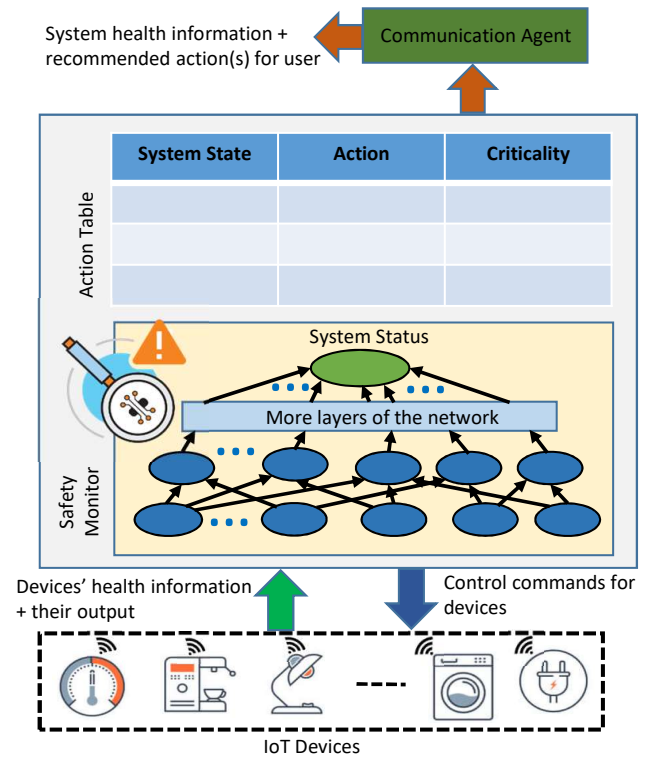 System health information +
recommended action(s) for user
Communication Agent
System State
Action
Criticality
Action Table
System Status
More layers of the network
Safety
Monitor
Devices' health information
+ their output
Control commands for
devices
IoT Devices